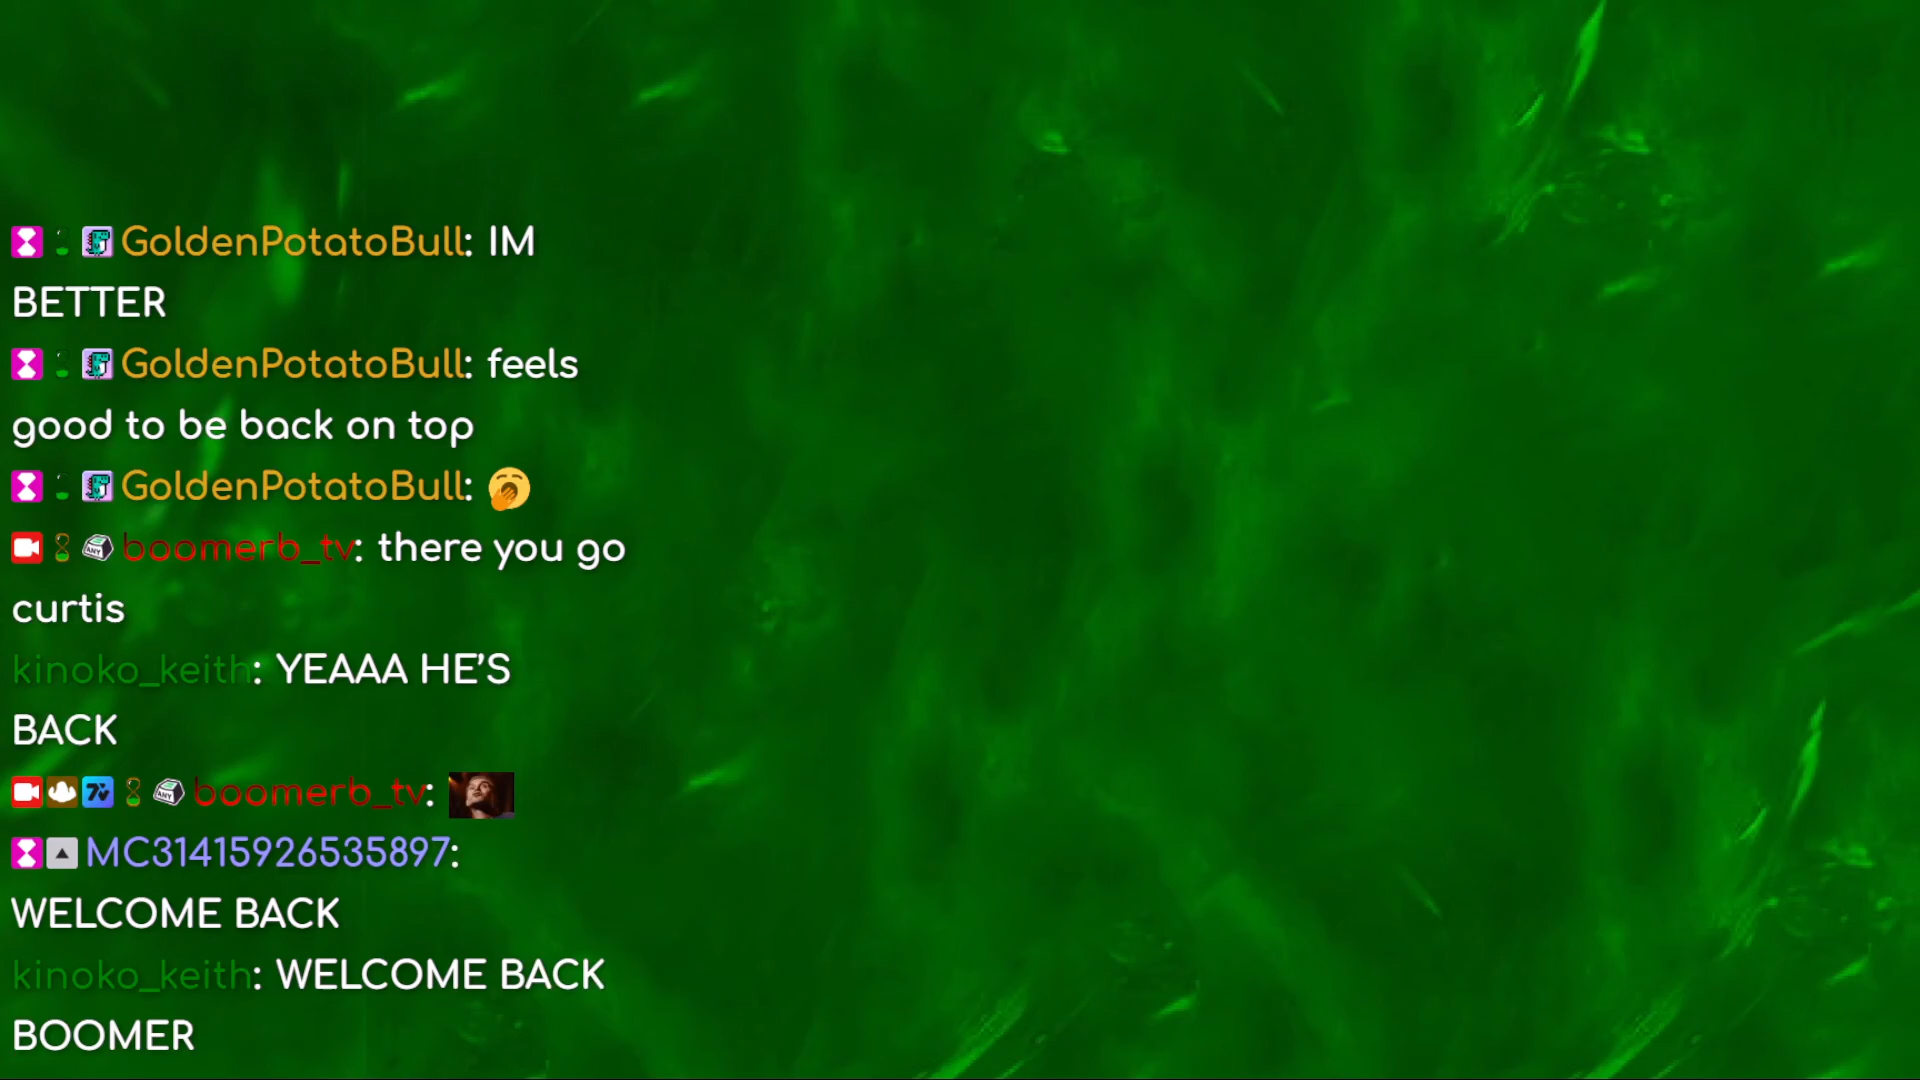 GoldenPotatoBull: IM
BETTER
GoldenPotatoBull: feels
good to be back on top
GoldenPotatoBull: 🥱
boomerb_tv: there you go
curtis
kinoko_keith: YEAAA HE'S
BACK
boomerb_tv:
MC31415926535897:
WELCOME BACK
kinoko_keith: WELCOME BACK
BOOMER